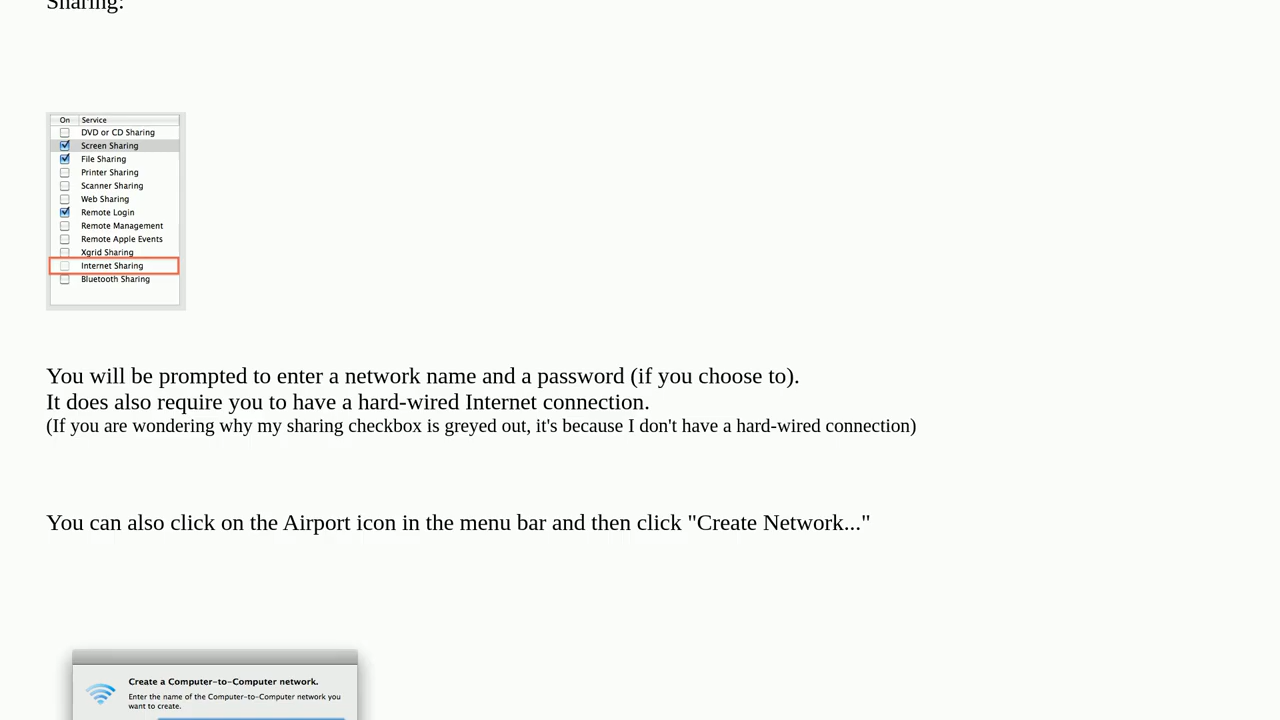 Sharing:
On Service
DVD or CD Sharing
Screen Sharing
File Sharing
Printer Sharing
Scanner Sharing
Web Sharing
Remote Login
Remote Management
Remote Apple Events
Xgrid Sharing
Internet Sharing
Bluetooth Sharing
You will be prompted to enter a network name and a password (if you choose to).
It does also require you to have a hard-wired Internet connection.
(If you are wondering why my sharing checkbox is greyed out, it's because I don't have a hard-wired connection)
You can also click on the Airport icon in the menu bar and then click "Create Network..."
Create a Computer-to-Computer network.
Enter the name of the Computer-to-Computer network you
want to create.